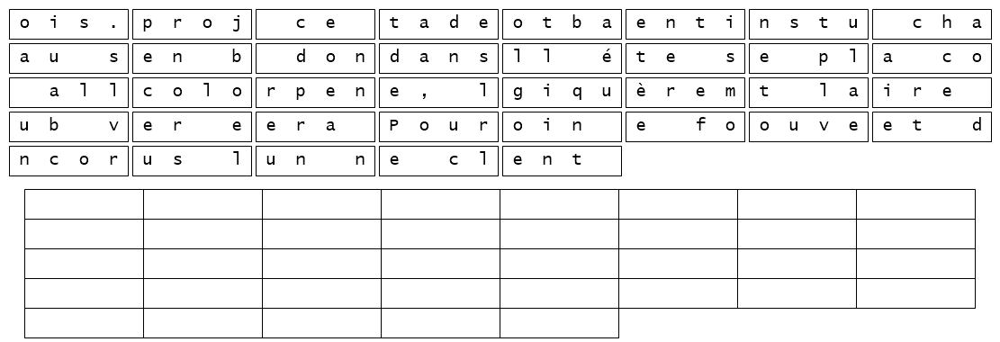 ois. proj ce tade otba enti nstu cha
au s en b don dans ll é te s e pl a co
all colo rpen e, l giqu èrem t la ire
ub v er e era Pour oin e fo ouve et d
ncor us l un n e cl ent